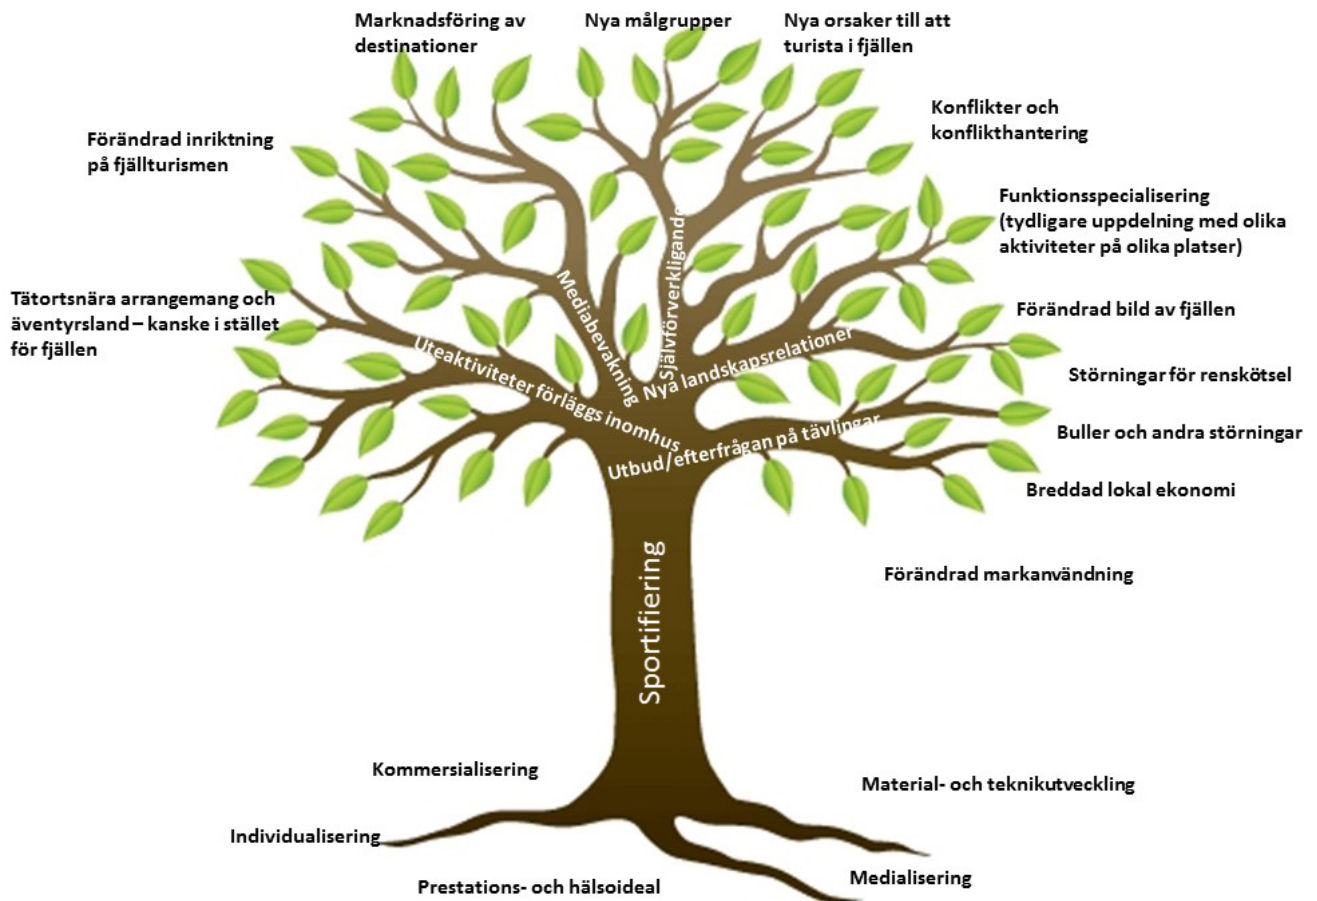 Marknadsföring av
destinationer
Nya målgrupper
Nya orsaker till att
turista i fjällen
Konflikter och
konflikthantering
Förändrad inriktning
på fjällturismen
Funktionsspecialisering
(tydligare uppdelning med olika
aktiviteter på olika platser)
Tätortsnära arrangemang och
äventyrsland – kanske i stället
för fjällen
Förändrad bild av fjällen
Störningar för renskötsel
Buller och andra störningar
Breddad lokal ekonomi
Förändrad markanvändning
Uteaktiviteter förläggs inomhus
Mediabevakning
Självförverkligande
Nya landskapsrelationer
Utbud/efterfrågan på tävlingar
Sportifiering
Kommersialisering
Material- och teknikutveckling
Individualisering
Medialisering
Prestations- och hälsoideal